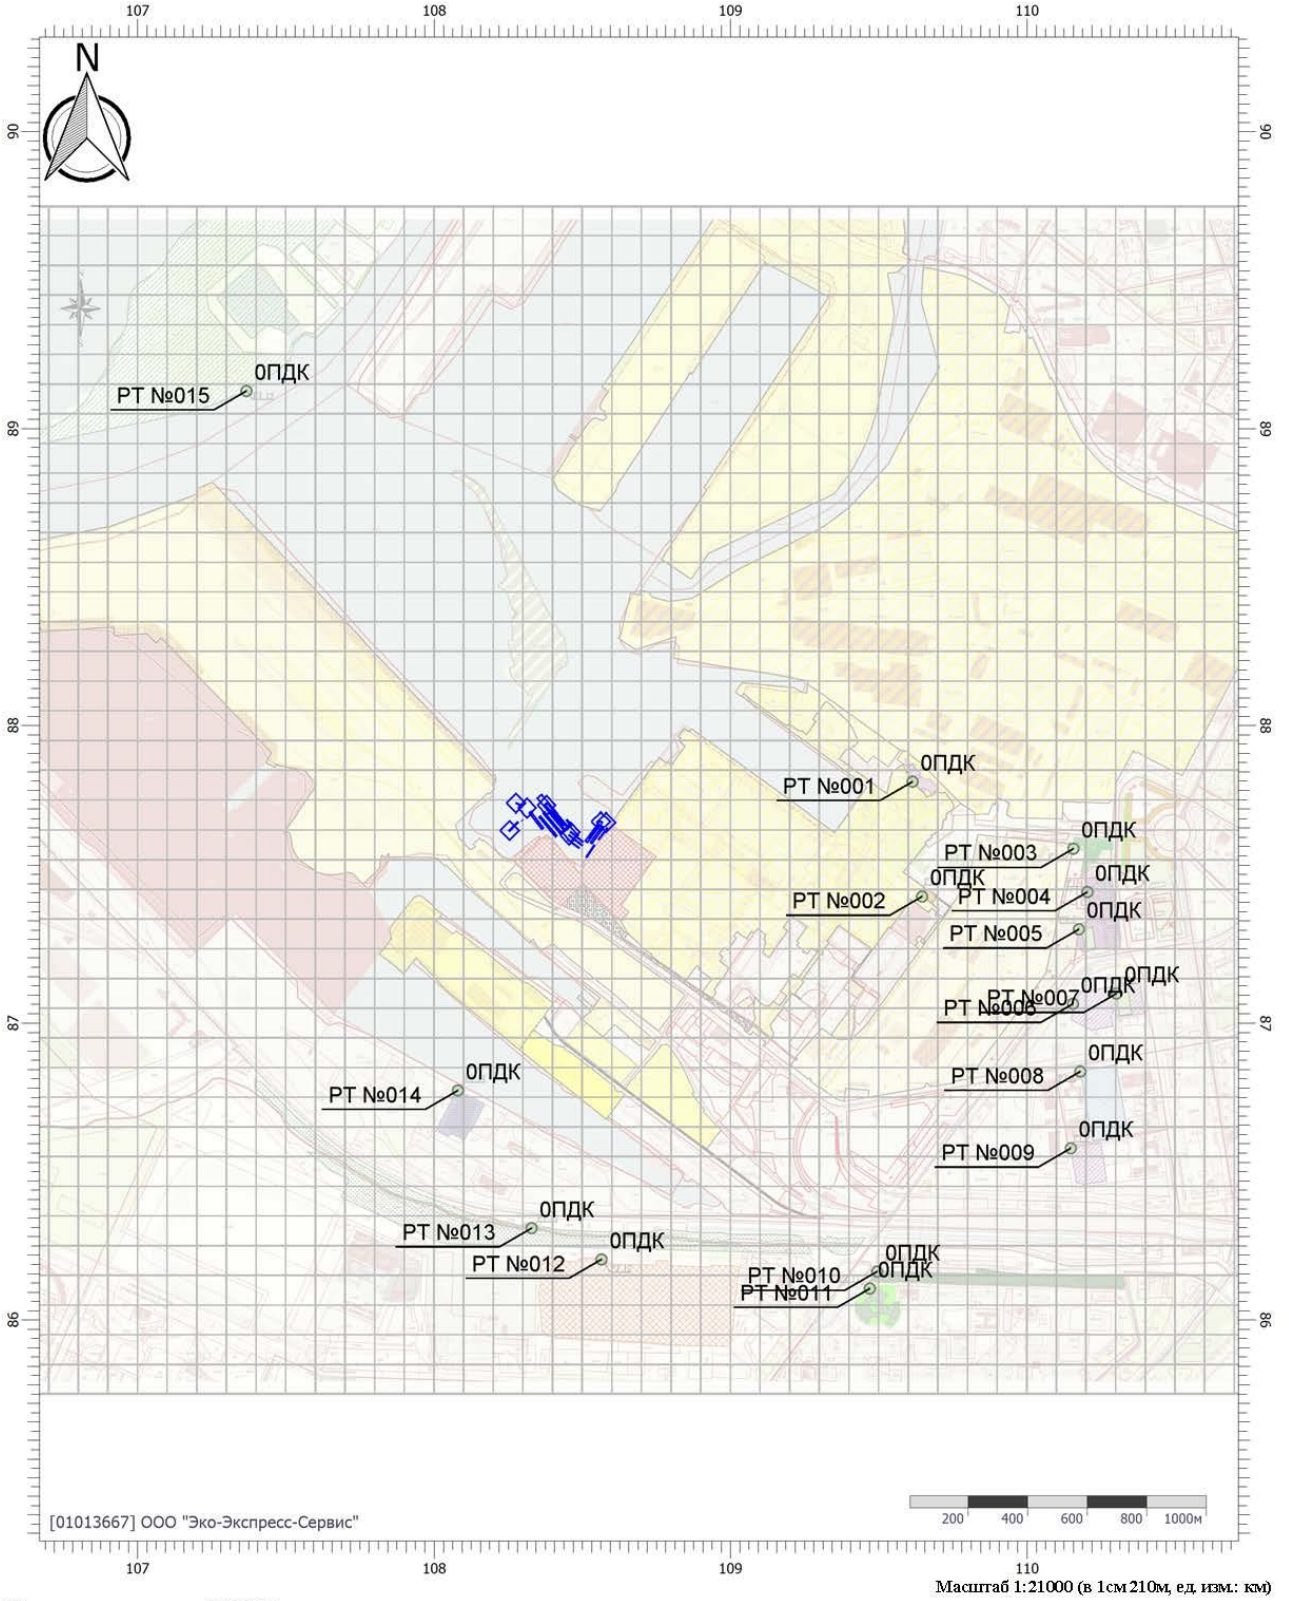 107 108 109 110
N
90 90
0ПДК
РТ №015
89 89
88 88
0ПДК
РТ №001
0ПДК
РТ №003
0ПДК
0ПДК
РТ №002
РТ №004
0ПДК
РТ №005
0ПДК
0ПДК
РТ №007
РТ №006
87 87
0ПДК
РТ №008
0ПДК
РТ №014
0ПДК
РТ №009
0ПДК
РТ №013
0ПДК
РТ №012
0ПДК
РТ №010
0ПДК
РТ №011
86 86
[01013667] ООО "Эко-Экспресс-Сервис"
200 400 600 800 1000м
107 108 109 110
Масштаб 1:21000 (в 1см 210м, ед. изм.: км)